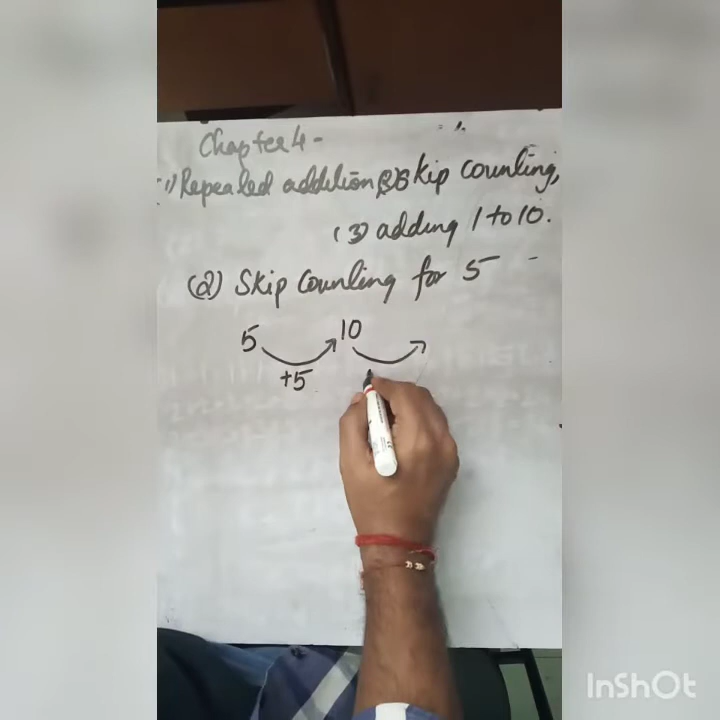 Chapter 4 -
(1) Repeated addition, (2) Skip counting,
(3) adding 1 to 10.
(2) Skip Counting for 5 -
5 10
+5
InShOt